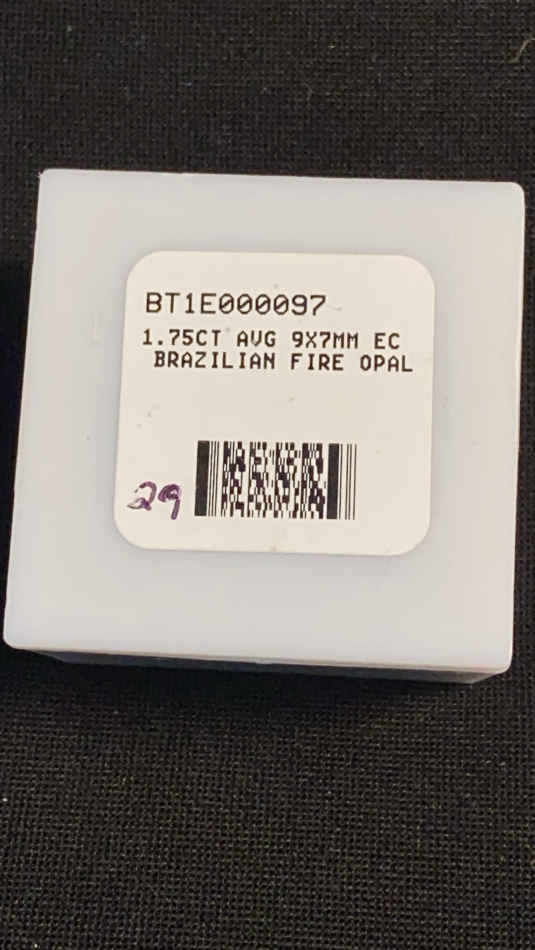 BT1E000097
1.75CT AVG 9X7MM EC
BRAZILIAN FIRE OPAL
29